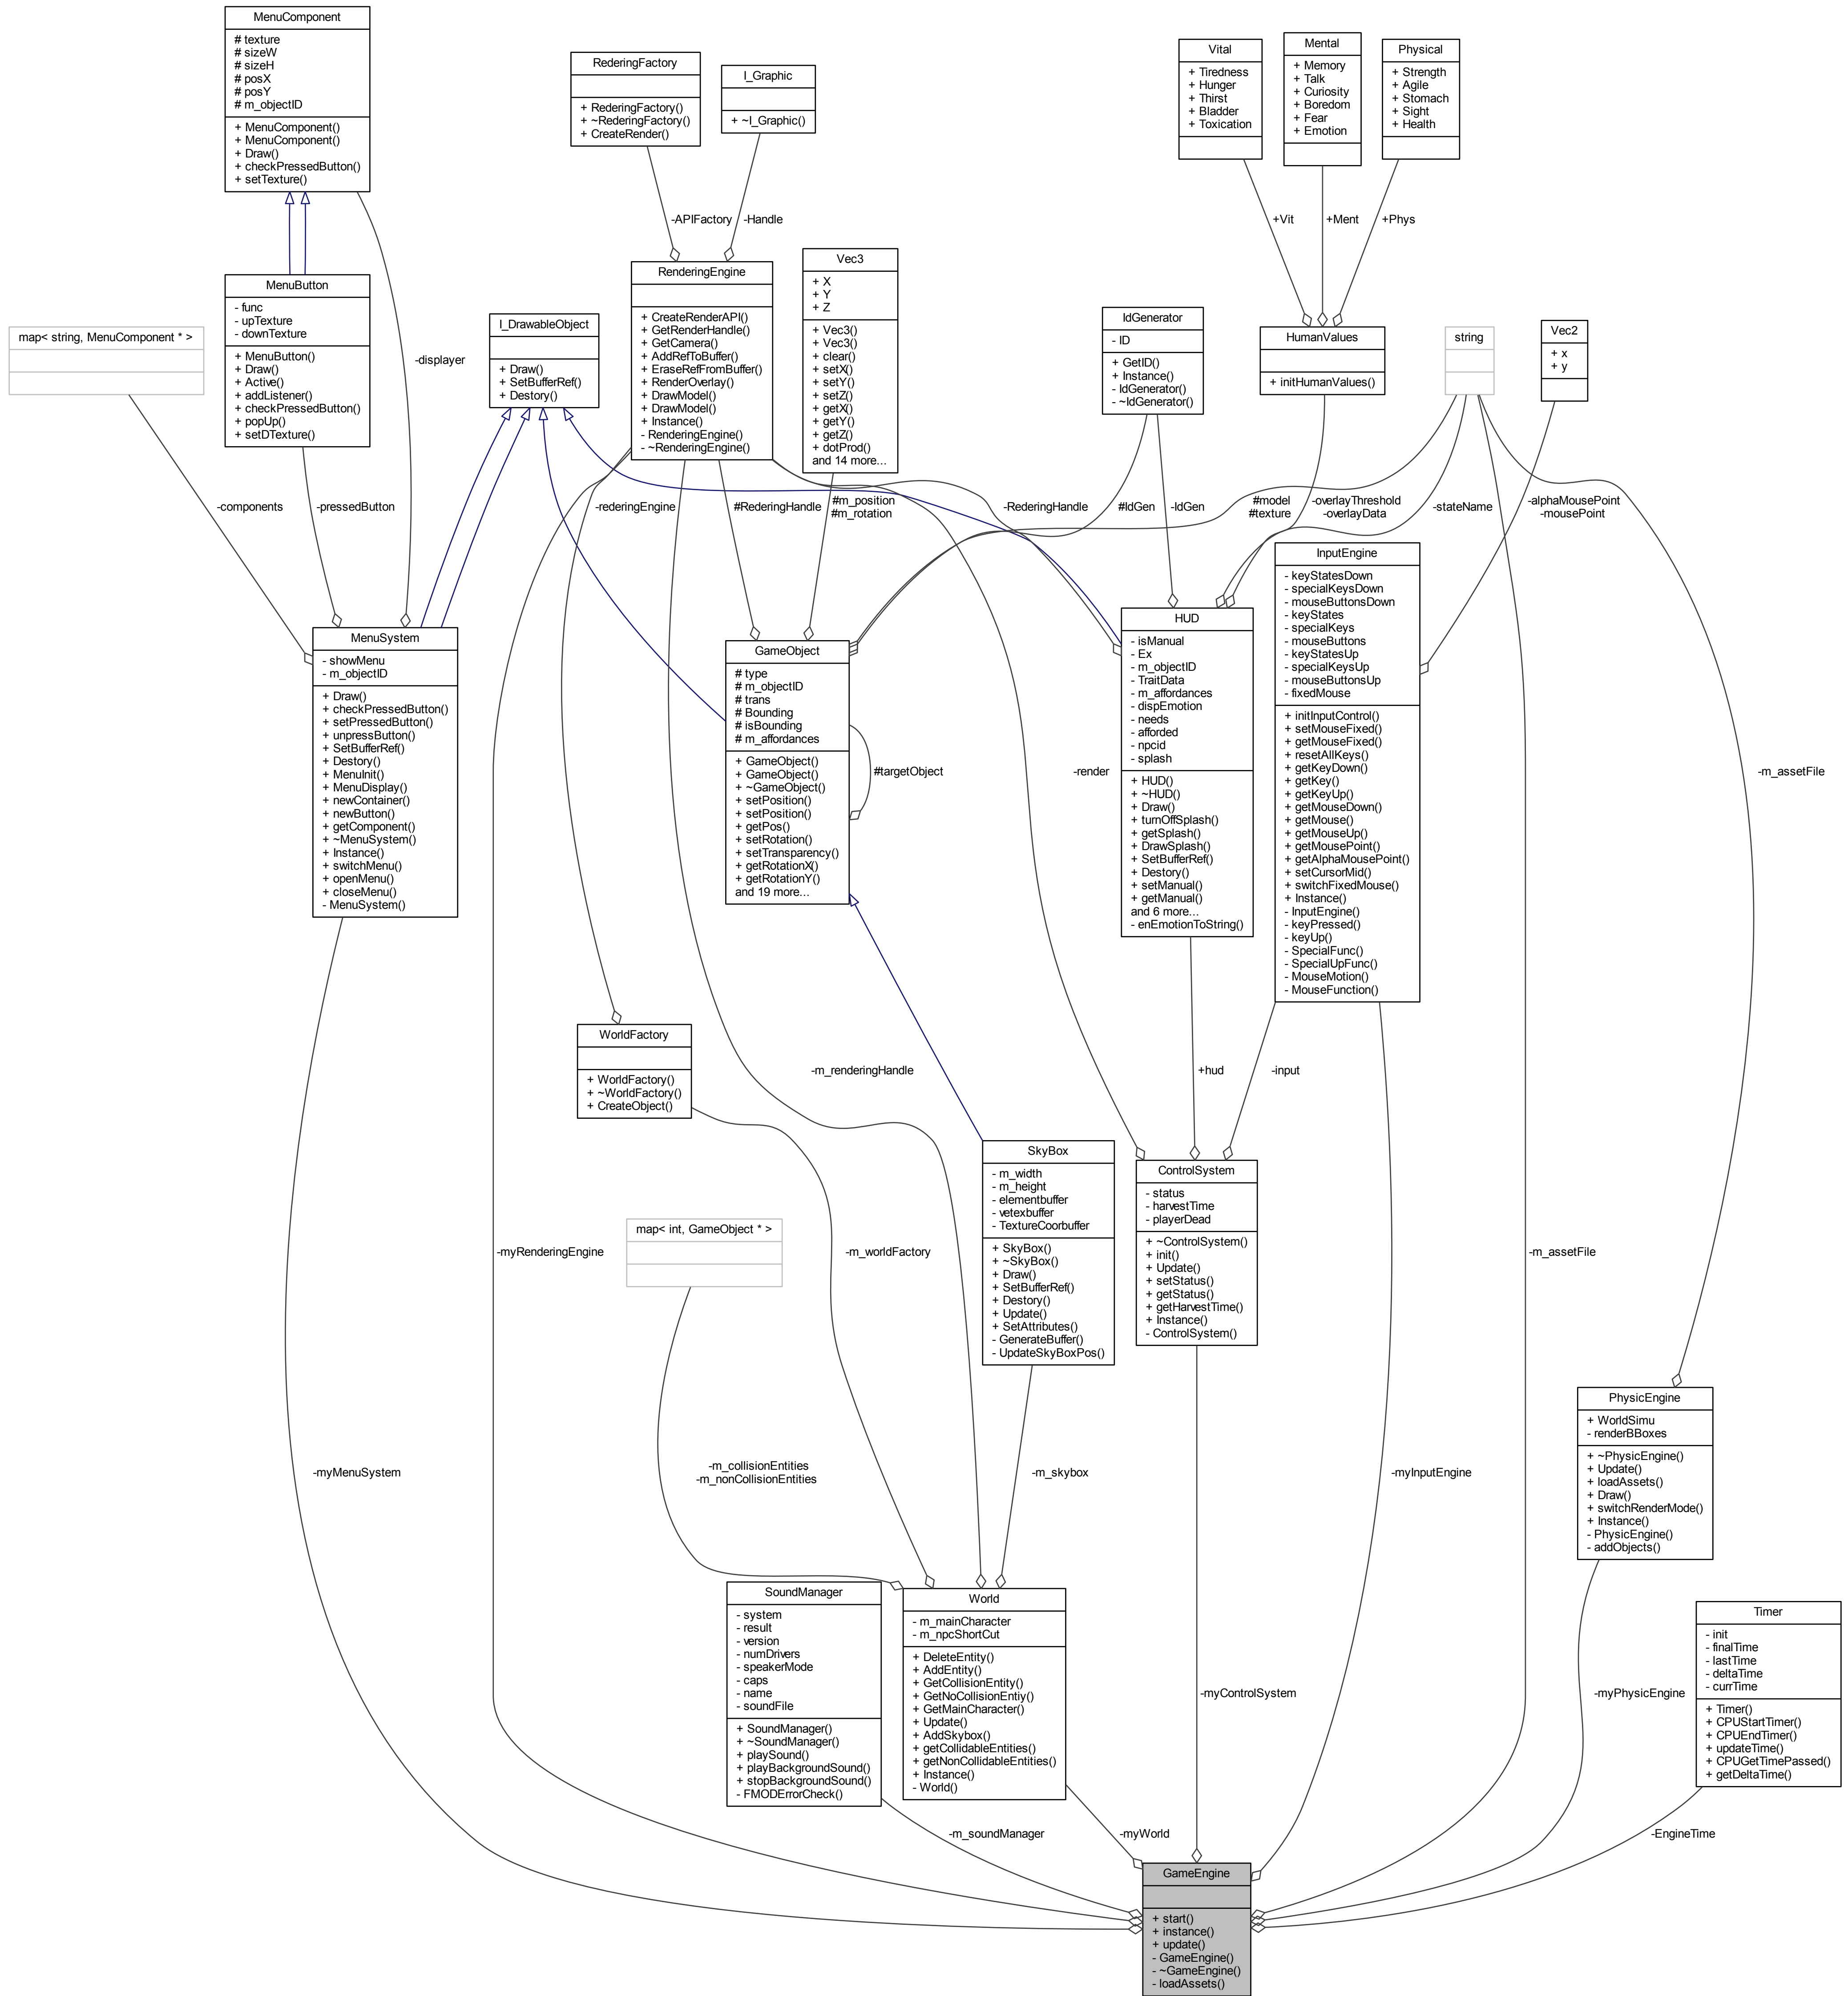 MenuComponent
# texture
# sizeW
# sizeH
# posX
# posY
# m_objectID
+ MenuComponent()
+ MenuComponent()
+ Draw()
+ checkPressedButton()
+ setTexture()
RederingFactory
+ RederingFactory()
+ ~RederingFactory()
+ CreateRender()
I_Graphic
+ ~I_Graphic()
Vital
+ Tiredness
+ Hunger
+ Thirst
+ Bladder
+ Toxication
Mental
+ Memory
+ Talk
+ Curiosity
+ Boredom
+ Fear
+ Emotion
Physical
+ Strength
+ Agile
+ Stomach
+ Sight
+ Health
-APIFactory
-Handle
+Vit
+Ment
+Phys
map< string, MenuComponent * >
MenuButton
- func
- upTexture
- downTexture
+ MenuButton()
+ Draw()
+ Active()
+ addListener()
+ checkPressedButton()
+ popUp()
+ setDTexture()
-displayer
I_DrawableObject
+ Draw()
+ SetBufferRef()
+ Destory()
RenderingEngine
+ CreateRenderAPI()
+ GetRenderHandle()
+ GetCamera()
+ AddRefToBuffer()
+ EraseRefFromBuffer()
+ RenderOverlay()
+ DrawModel()
+ DrawModel()
+ Instance()
- RenderingEngine()
- ~RenderingEngine()
Vec3
+ X
+ Y
+ Z
+ Vec3()
+ Vec3()
+ clear()
+ setX()
+ setY()
+ setZ()
+ getX()
+ getY()
+ getZ()
+ dotProd()
and 14 more...
IdGenerator
- ID
+ GetID()
+ Instance()
- IdGenerator()
- ~IdGenerator()
HumanValues
+ initHumanValues()
string
Vec2
+ x
+ y
-components
-pressedButton
-rederingEngine
#RederingHandle
#m_position
#m_rotation
-RederingHandle
#IdGen
-IdGen
#model
#texture
-overlayThreshold
-overlayData
-stateName
-alphaMousePoint
-mousePoint
MenuSystem
- showMenu
- m_objectID
+ Draw()
+ checkPressedButton()
+ setPressedButton()
+ unpressButton()
+ SetBufferRef()
+ Destory()
+ MenuInit()
+ MenuDisplay()
+ newContainer()
+ newButton()
+ getComponent()
+ ~MenuSystem()
+ Instance()
+ switchMenu()
+ openMenu()
+ closeMenu()
- MenuSystem()
GameObject
# type
# m_objectID
# trans
# Bounding
# isBounding
# m_affordances
+ GameObject()
+ GameObject()
+ ~GameObject()
+ setPosition()
+ setPosition()
+ getPos()
+ setRotation()
+ setTransparency()
+ getRotationX()
+ getRotationY()
and 19 more...
#targetObject
-render
HUD
- isManual
- Ex
- m_objectID
- TraitData
- m_affordances
- dispEmotion
- needs
- afforded
- npcid
- splash
+ HUD()
+ ~HUD()
+ Draw()
+ turnOffSplash()
+ getSplash()
+ DrawSplash()
+ SetBufferRef()
+ Destory()
+ setManual()
+ getManual()
and 6 more...
- enEmotionToString()
InputEngine
- keyStatesDown
- specialKeysDown
- mouseButtonsDown
- keyStates
- specialKeys
- mouseButtons
- keyStatesUp
- specialKeysUp
- mouseButtonsUp
- fixedMouse
+ initInputControl()
+ setMouseFixed()
+ getMouseFixed()
+ resetAllKeys()
+ getKeyDown()
+ getKey()
+ getKeyUp()
+ getMouseDown()
+ getMouse()
+ getMouseUp()
+ getMousePoint()
+ getAlphaMousePoint()
+ setCursorMid()
+ switchFixedMouse()
+ Instance()
- InputEngine()
- keyPressed()
- keyUp()
- SpecialFunc()
- SpecialUpFunc()
- MouseMotion()
- MouseFunction()
-m_assetFile
WorldFactory
+ WorldFactory()
+ ~WorldFactory()
+ CreateObject()
-m_renderingHandle
+hud
-input
SkyBox
- m_width
- m_height
- elementbuffer
- vetexbuffer
- TextureCoorbuffer
+ SkyBox()
+ ~SkyBox()
+ Draw()
+ SetBufferRef()
+ Destory()
+ Update()
+ SetAttributes()
- GenerateBuffer()
- UpdateSkyBoxPos()
ControlSystem
- status
- harvestTime
- playerDead
+ ~ControlSystem()
+ init()
+ Update()
+ setStatus()
+ getStatus()
+ getHarvestTime()
+ Instance()
- ControlSystem()
map< int, GameObject * >
-myRenderingEngine
-m_worldFactory
-m_assetFile
PhysicEngine
+ WorldSimu
- renderBBoxes
+ ~PhysicEngine()
+ Update()
+ loadAssets()
+ Draw()
+ switchRenderMode()
+ Instance()
- PhysicEngine()
- addObjects()
-myMenuSystem
-m_collisionEntities
-m_nonCollisionEntities
-m_skybox
-myInputEngine
SoundManager
- system
- result
- version
- numDrivers
- speakerMode
- caps
- name
- soundFile
+ SoundManager()
+ ~SoundManager()
+ playSound()
+ playBackgroundSound()
+ stopBackgroundSound()
- FMODErrorCheck()
World
- m_mainCharacter
- m_npcShortCut
+ DeleteEntity()
+ AddEntity()
+ GetCollisionEntity()
+ GetNoCollisionEntiy()
+ GetMainCharacter()
+ Update()
+ AddSkybox()
+ getCollidableEntities()
+ getNonCollidableEntities()
+ Instance()
- World()
Timer
- init
- finalTime
- lastTime
- deltaTime
- currTime
+ Timer()
+ CPUStartTimer()
+ CPUEndTimer()
+ updateTime()
+ CPUGetTimePassed()
+ getDeltaTime()
-myControlSystem
-myPhysicEngine
-m_soundManager
-myWorld
-EngineTime
GameEngine
+ start()
+ instance()
+ update()
- GameEngine()
- ~GameEngine()
- loadAssets()